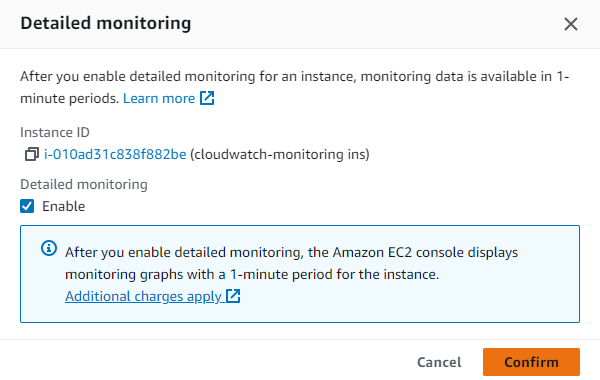 Detailed monitoring
After you enable detailed monitoring for an instance, monitoring data is available in 1-
minute periods. Learn more
Instance ID
i-010ad31c838f882be (cloudwatch-monitoring ins)
Detailed monitoring
Enable
After you enable detailed monitoring, the Amazon EC2 console displays
monitoring graphs with a 1-minute period for the instance.
Additional charges apply
Cancel Confirm